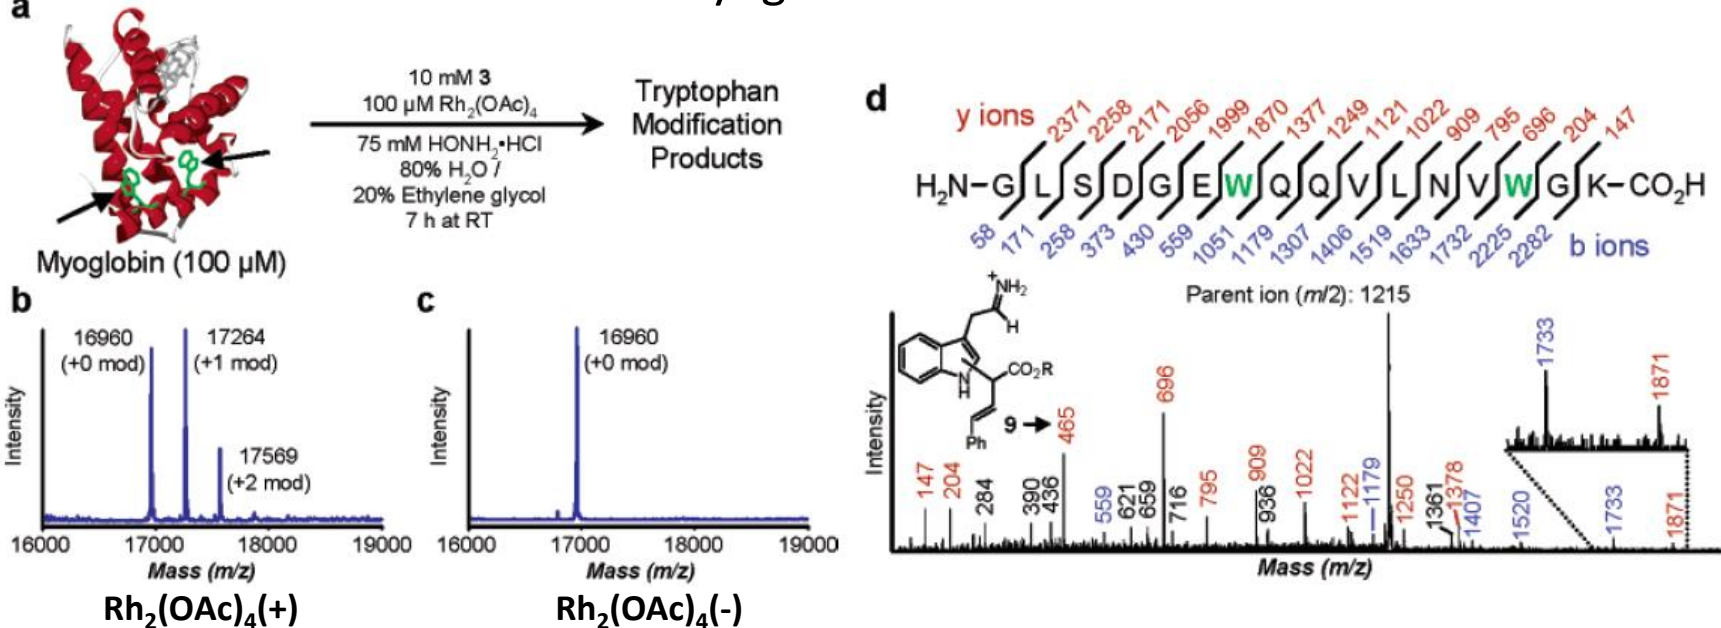 a
10 mM 3
100 µM Rh2(OAc)4
75 mM HONH2•HCl
80% H2O /
20% Ethylene glycol
7 h at RT
Tryptophan
Modification
Products
Myoglobin (100 µM)
b
16960
(+0 mod)
17264
(+1 mod)
17569
(+2 mod)
Intensity
16000 17000 18000 19000
Mass (m/z)
Rh2(OAc)4(+)
c
16960
(+0 mod)
Intensity
16000 17000 18000 19000
Mass (m/z)
Rh2(OAc)4(-)
d
y ions
2371 2258 2171 2056 1999 1870 1377 1249 1121 1022 909 795 696 204 147
H2N-G L S D G E W Q Q V L N V W G K-CO2H
58 171 258 373 430 559 1051 1179 1307 1406 1519 1633 1732 2225 2282
b ions
Parent ion (m/2): 1215
+NH2
H
N
H
CO2R
Ph
9
Intensity
147 204 284 390 436 465 559 621 659 696 716 795 909 936 1022 1122 1179 1250 1361 1378 1407 1520 1733 1871
1733 1871
Mass (m/z)